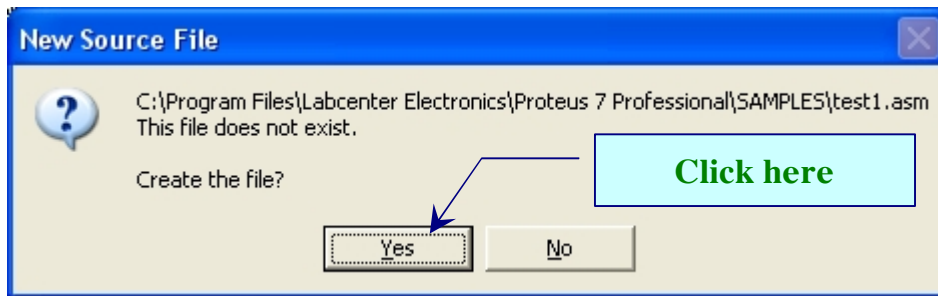 New Source File
C:\Program Files\Labcenter Electronics\Proteus 7 Professional\SAMPLES\test1.asm
This file does not exist.
Create the file?
Click here
Yes
No